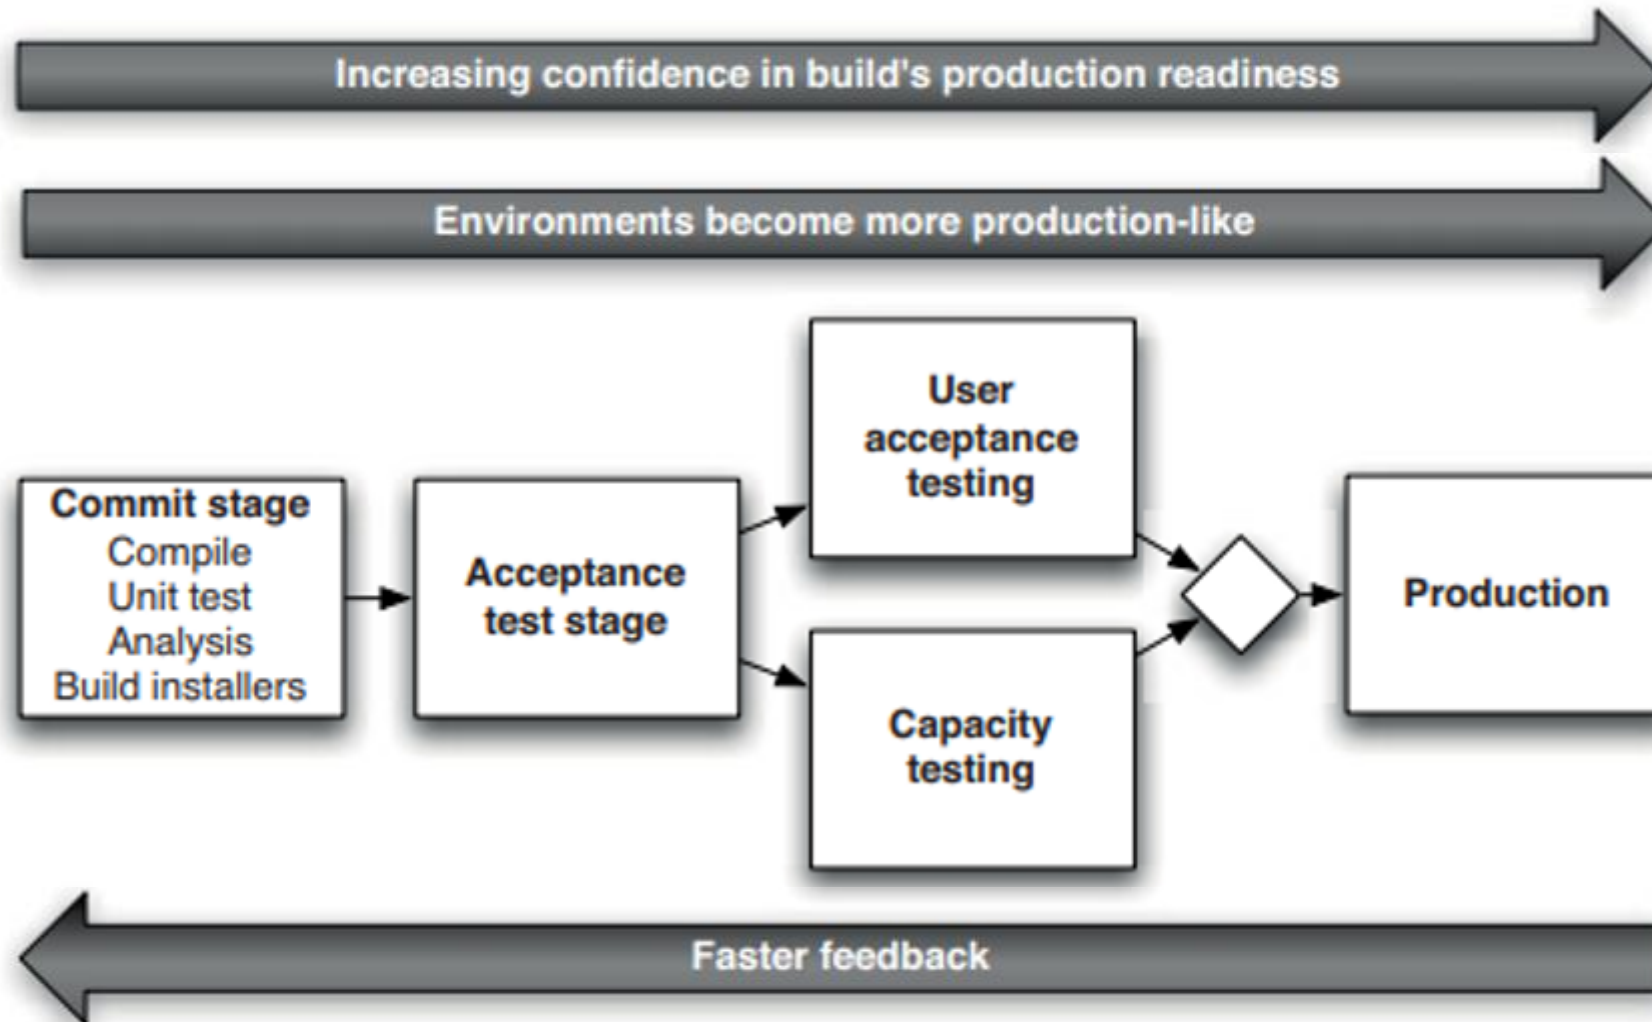 Increasing confidence in build's production readiness
Environments become more production-like
Commit stage
Compile
Unit test
Analysis
Build installers
Acceptance
test stage
User
acceptance
testing
Capacity
testing
Production
Faster feedback